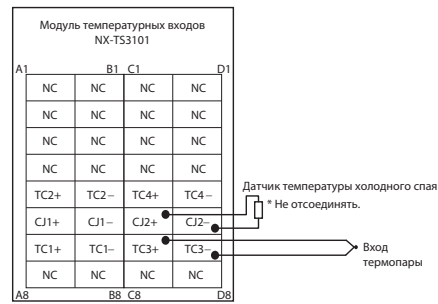 Модуль температурных входов
NX-TS3101
A1 B1 C1 D1
NC NC NC NC
NC NC NC NC
NC NC NC NC
NC NC NC NC
TC2+ TC2– TC4+ TC4–
Датчик температуры холодного спая
* Не отсоединять.
CJ1+ CJ1– CJ2+ CJ2–
TC1+ TC1– TC3+ TC3–
Вход
термопары
NC NC NC NC
A8 B8 C8 D8